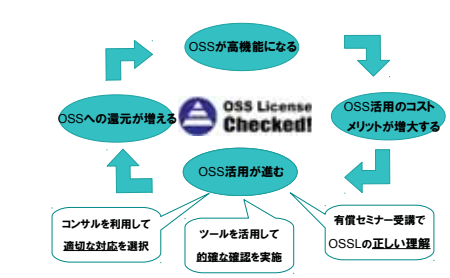 OSSが高機能になる
OSSへの還元が増える
OSS License
Checked!
OSS活用のコスト
メリットが増大する
OSS活用が進む
コンサルを利用して
適切な対応を選択
ツールを活用して
的確な確認を実施
有償セミナー受講で
OSSLの正しい理解